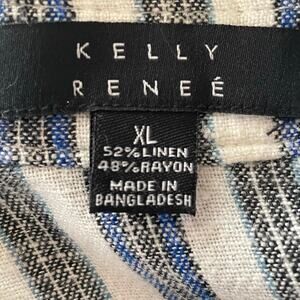 KELLY
RENEÉ
XL
52% LINEN
48% RAYON
MADE IN
BANGLADESH